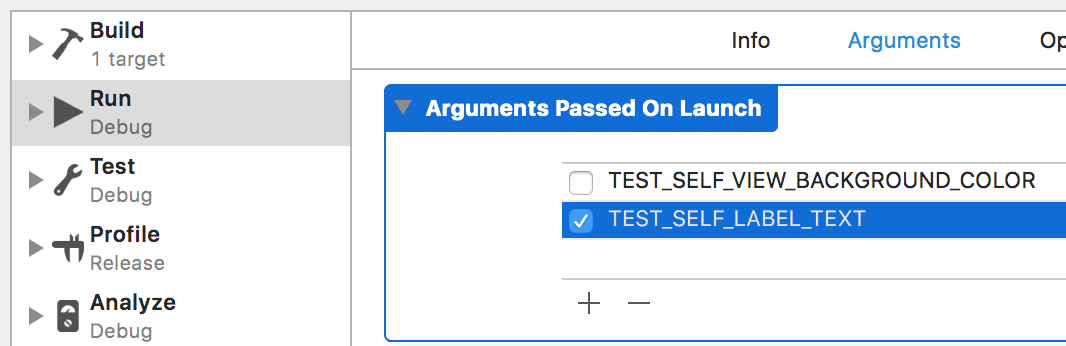 Build
1 target
Run
Debug
Test
Debug
Profile
Release
Analyze
Debug
Info
Arguments
Op
Arguments Passed On Launch
TEST_SELF_VIEW_BACKGROUND_COLOR
TEST_SELF_LABEL_TEXT